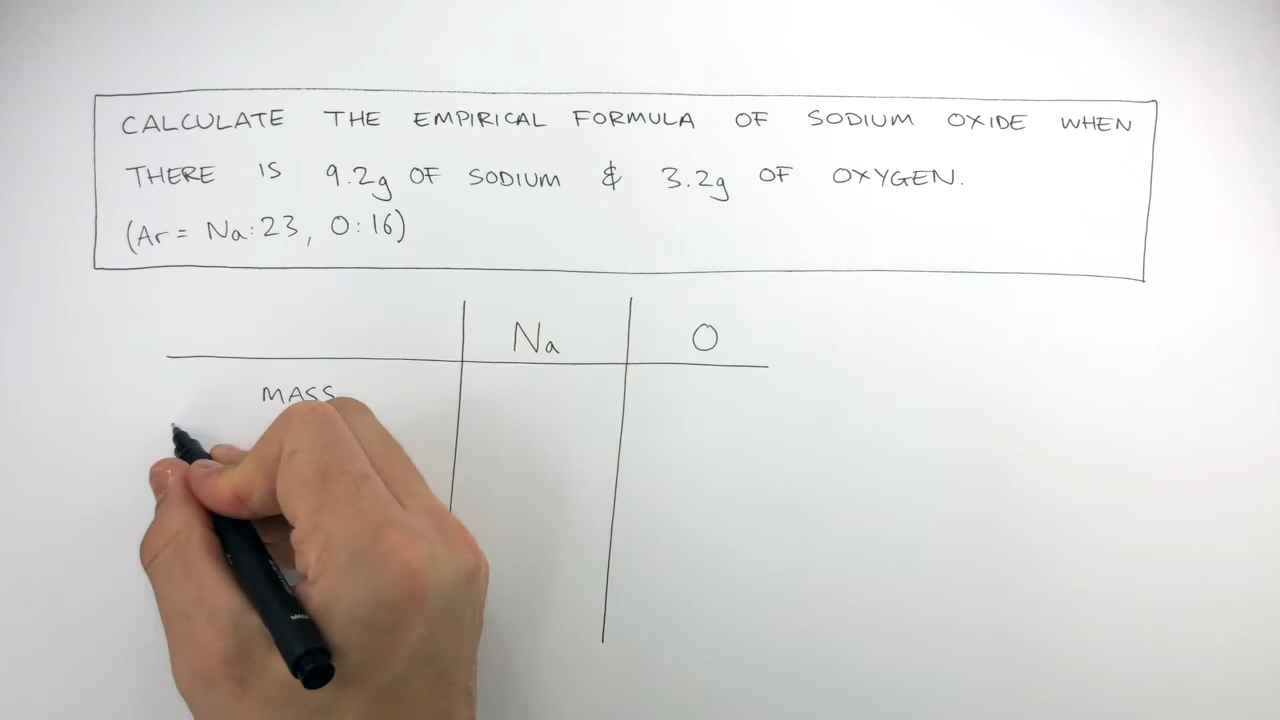 CALCULATE THE EMPIRICAL FORMULA OF SODIUM OXIDE WHEN
THERE IS 9.2g OF SODIUM & 3.2g OF OXYGEN.
(Ar = Na:23, O:16)
Na O
MASS